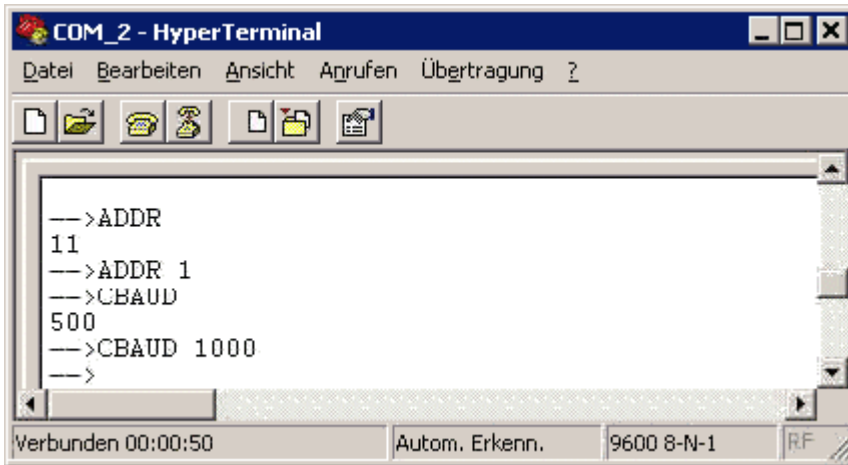 COM_2 - HyperTerminal
Datei Bearbeiten Ansicht Anrufen Übertragung ?
-->ADDR
11
-->ADDR 1
-->CBAUD
500
-->CBAUD 1000
-->
Verbunden 00:00:50 Autom. Erkenn. 9600 8-N-1 RF